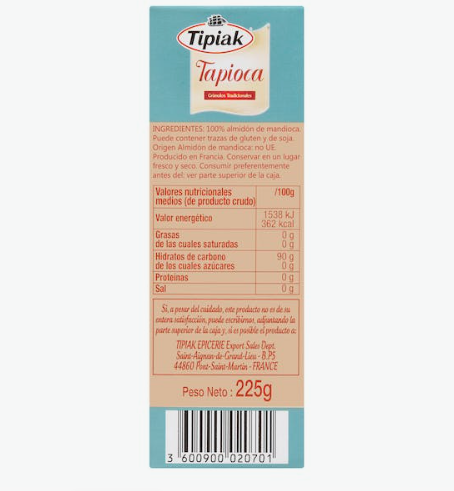 Tipiak
Tapioca
Gránulos Tradicionales
INGREDIENTES: 100% almidón de mandioca.
Puede contener trazas de gluten y de soja.
Origen Almidón de mandioca: no UE.
Producido en Francia. Conservar en un lugar
fresco y seco. Consumir preferentemente
antes del: ver parte superior de la caja.
Valores nutricionales medios (de producto crudo) /100g
Valor energético 1538 kJ
362 kcal
Grasas 0 g
de las cuales saturadas 0 g
Hidratos de carbono 90 g
de los cuales azúcares 0 g
Proteínas 0 g
Sal 0 g
Si, a pesar del cuidado, este producto no es de su
entera satisfacción, puede escribirnos, adjuntando la
parte superior de la caja y, si es posible el producto a:
TIPIAK EPICERIE Export Sales Dept.
Saint-Aignan-de-Grand-Lieu - B.P.5
44860 Pont-Saint-Martin - FRANCE
Peso Neto : 225g
3 600900 020701